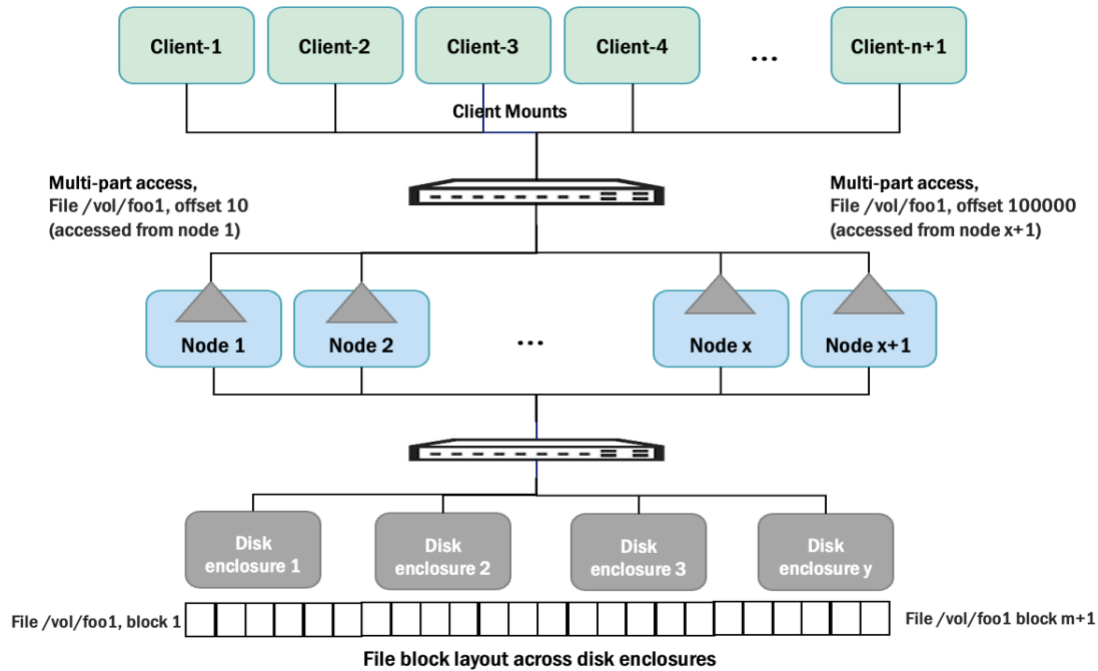 Client-1
Client-2
Client-3
Client-4
...
Client-n+1
Client Mounts
Multi-part access,
File /vol/foo1, offset 10
(accessed from node 1)
Multi-part access,
File /vol/foo1, offset 100000
(accessed from node x+1)
Node 1
Node 2
...
Node x
Node x+1
Disk
enclosure 1
Disk
enclosure 2
Disk
enclosure 3
Disk
enclosure y
File /vol/foo1, block 1
File /vol/foo1 block m+1
File block layout across disk enclosures